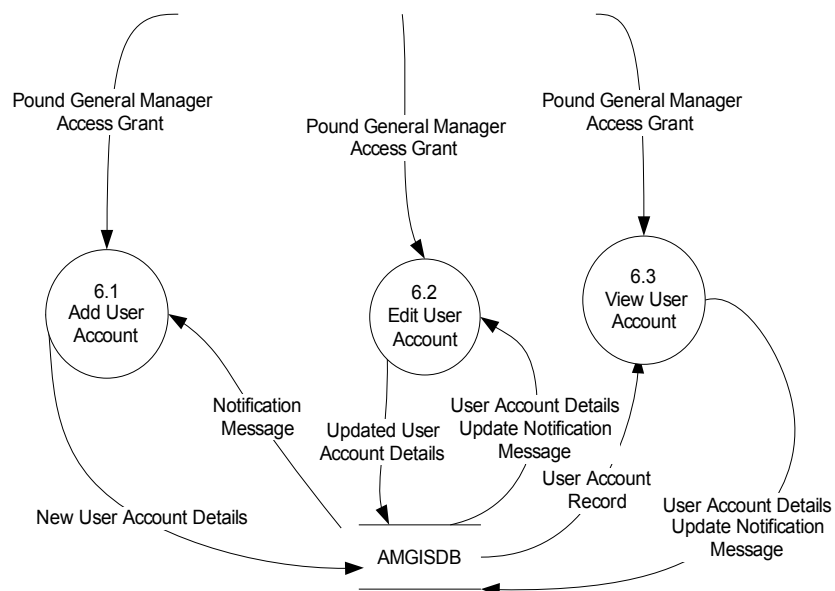 Pound General Manager
Access Grant
Pound General Manager
Access Grant
Pound General Manager
Access Grant
6.1
Add User
Account
6.2
Edit User
Account
6.3
View User
Account
Notification
Message
Updated User
Account Details
User Account Details
Update Notification
Message
User Account
Record
New User Account Details
User Account Details
Update Notification
Message
AMGISDB